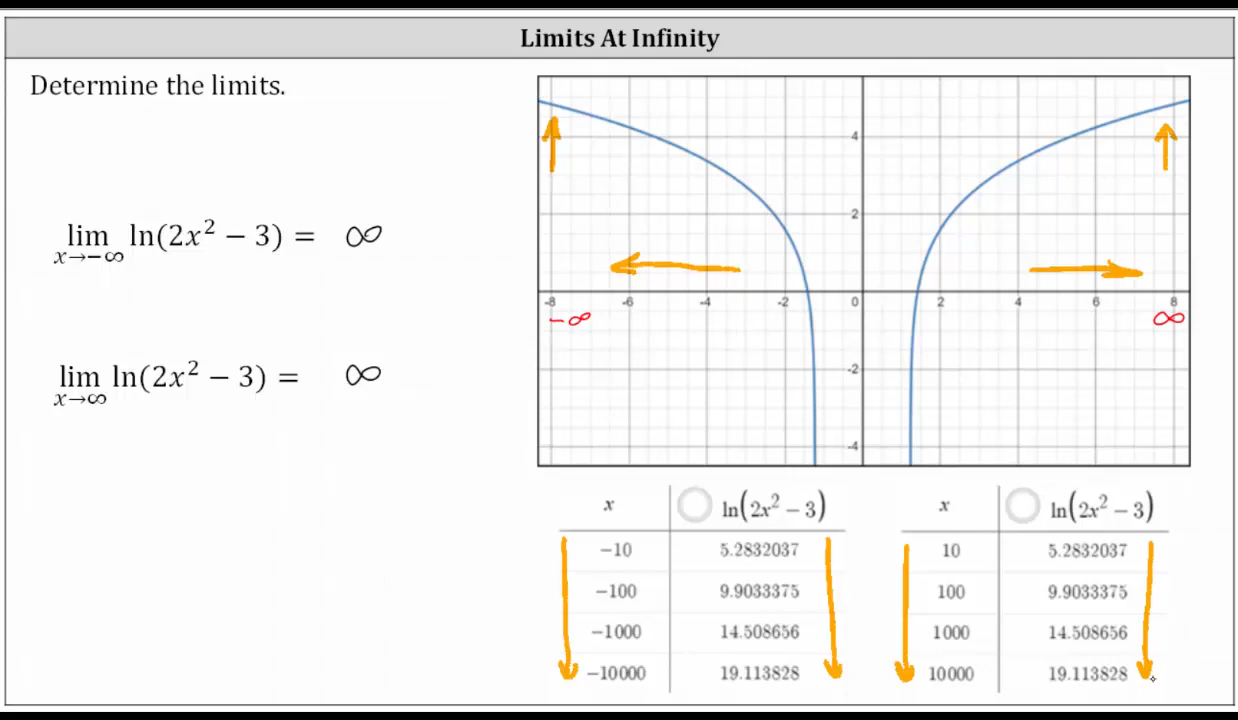 Limits At Infinity
Determine the limits.
lim x→−∞ ln(2x² − 3) = ∞
lim x→∞ ln(2x² − 3) = ∞
4
2
-8 -6 -4 -2 0 2 4 6 8
−∞ ∞
-2
-4
x ln(2x² − 3)
−10 5.2832037
−100 9.9033375
−1000 14.508656
−10000 19.113828
x ln(2x² − 3)
10 5.2832037
100 9.9033375
1000 14.508656
10000 19.113828